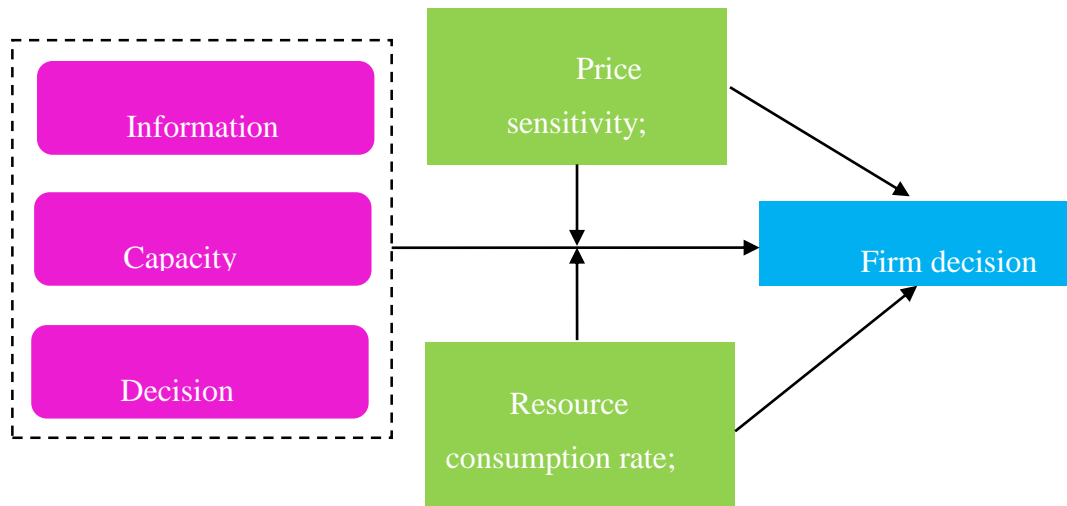 Information
Capacity
Decision
Price
sensitivity;
Resource
consumption rate;
Firm decision